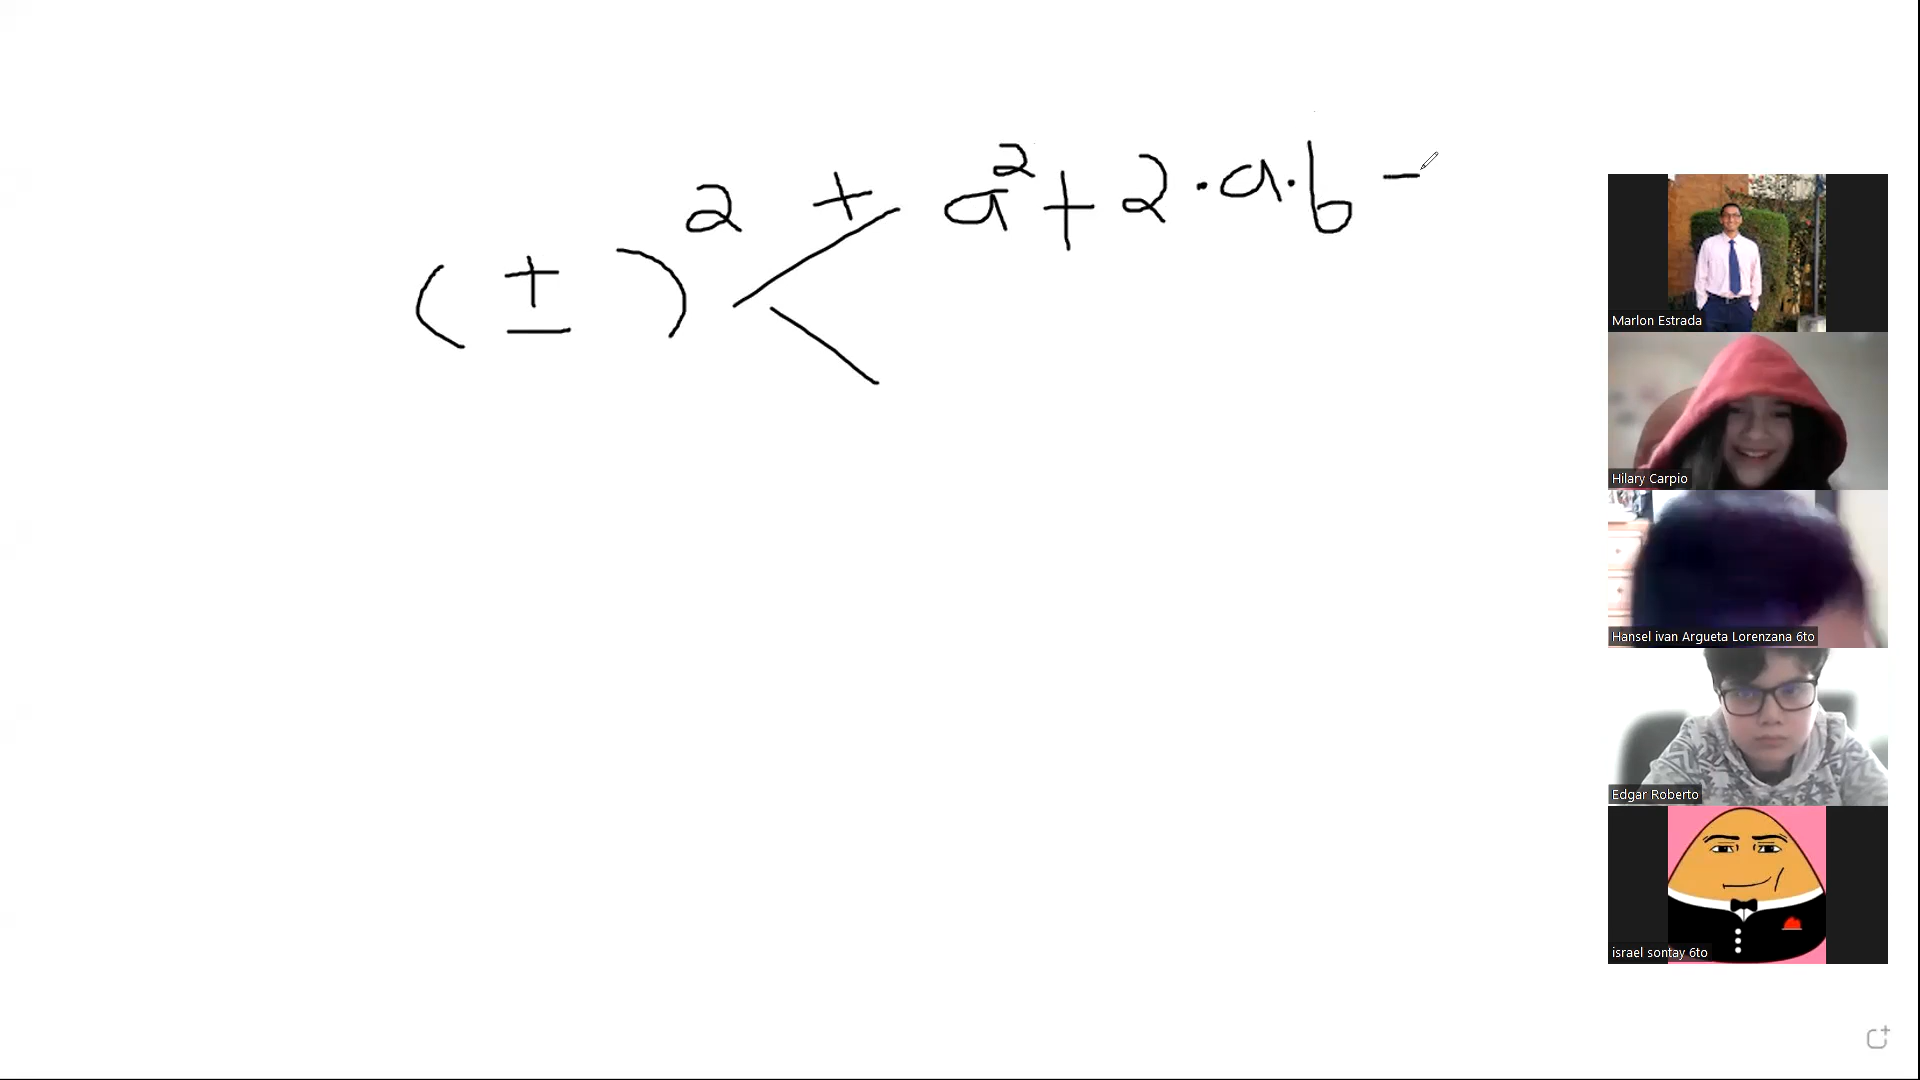 ( ± )² + a² + 2 · a · b −
Marlon Estrada
Hilary Carpio
Hansel ivan Argueta Lorenzana 6to
Edgar Roberto
israel sontay 6to